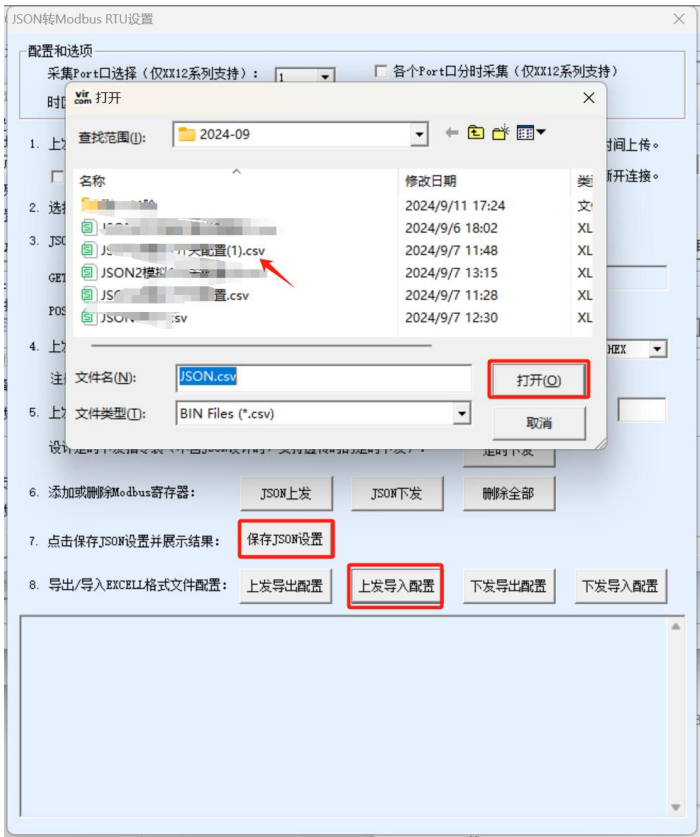 JSON转Modbus RTU设置
配置和选项
采集Port口选择（仅XX12系列支持）： 1 各个Port口分时采集（仅XX12系列支持）
vir com 打开
查找范围(I): 2024-09
1. 上 时间上传。
名称 修改日期 类
断开连接。
2024/9/11 17:24 文
2. 选
2024/9/6 18:02 XL
3. JSO
配置(1).csv 2024/9/7 11:48 XL
GET
JSON2模拟 2024/9/7 13:15 XL
置.csv 2024/9/7 11:28 XL
POS
2024/9/7 12:30 XL
4. 上 HEX
文件名(N): JSON.csv 打开(O)
注
5. 上 文件类型(T): BIN Files (*.csv) 取消
定时下发
6. 添加或删除Modbus寄存器： JSON上发 JSON下发 删除全部
7. 点击保存JSON设置并展示结果： 保存JSON设置
8. 导出/导入EXCELL格式文件配置： 上发导出配置 上发导入配置 下发导出配置 下发导入配置